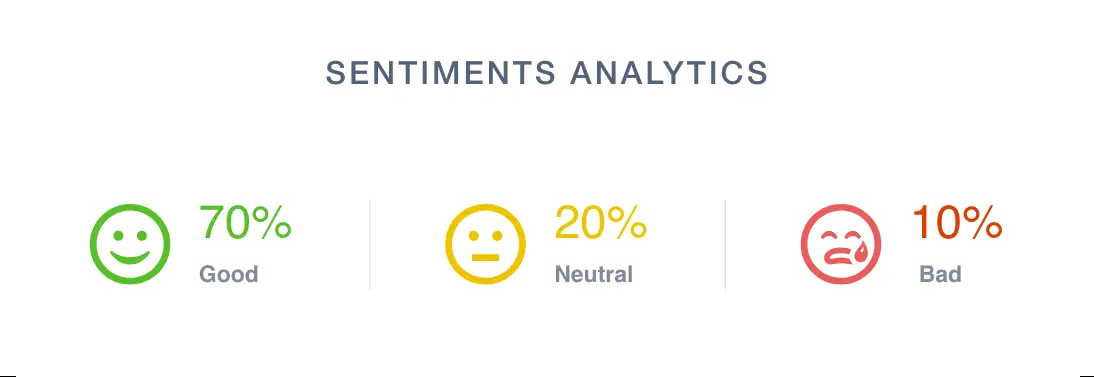 SENTIMENTS ANALYTICS
70%
Good
20%
Neutral
10%
Bad